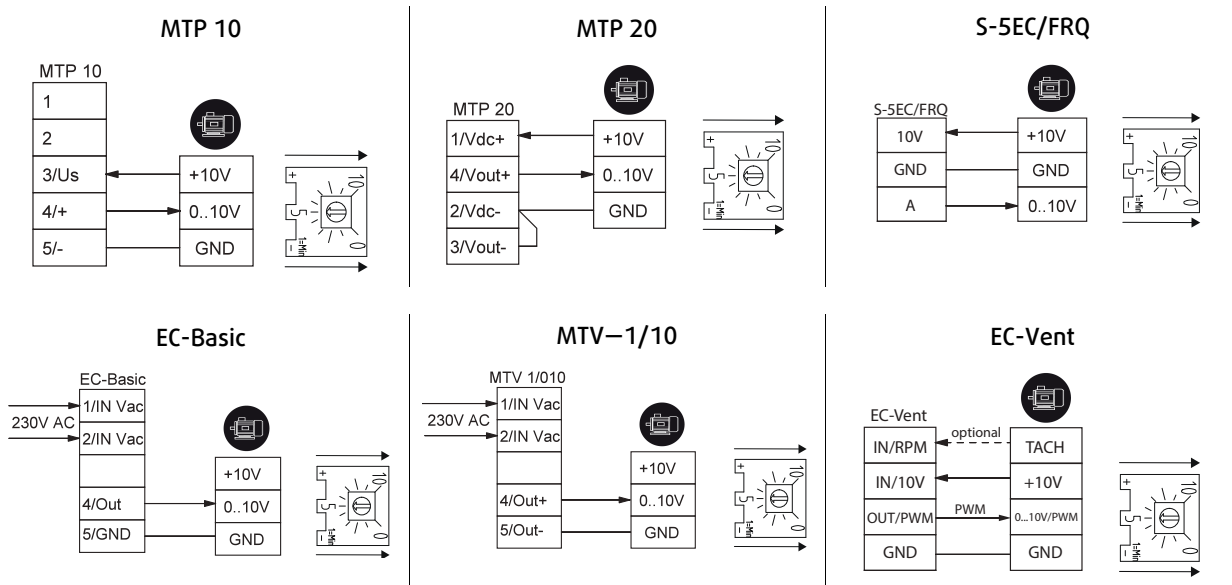 MTP 10
MTP 10
1
2
3/Us
4/+
5/-
+10V
0..10V
GND
+
5
-
10
0
1=Min
MTP 20
MTP 20
1/Vdc+
4/Vout+
2/Vdc-
3/Vout-
+10V
0..10V
GND
+
5
-
10
0
1=Min
S-5EC/FRQ
S-5EC/FRQ
10V
GND
A
+10V
GND
0..10V
+
5
-
10
0
1=Min
EC-Basic
EC-Basic
230V AC
1/IN Vac
2/IN Vac
4/Out
5/GND
+10V
0..10V
GND
+
5
-
10
0
1=Min
MTV–1/10
MTV 1/010
230V AC
1/IN Vac
2/IN Vac
4/Out+
5/Out-
+10V
0..10V
GND
+
5
-
10
0
1=Min
EC-Vent
EC-Vent
IN/RPM
optional
TACH
IN/10V
+10V
OUT/PWM
PWM
0...10V/PWM
GND
GND
+
5
-
10
0
1=Min